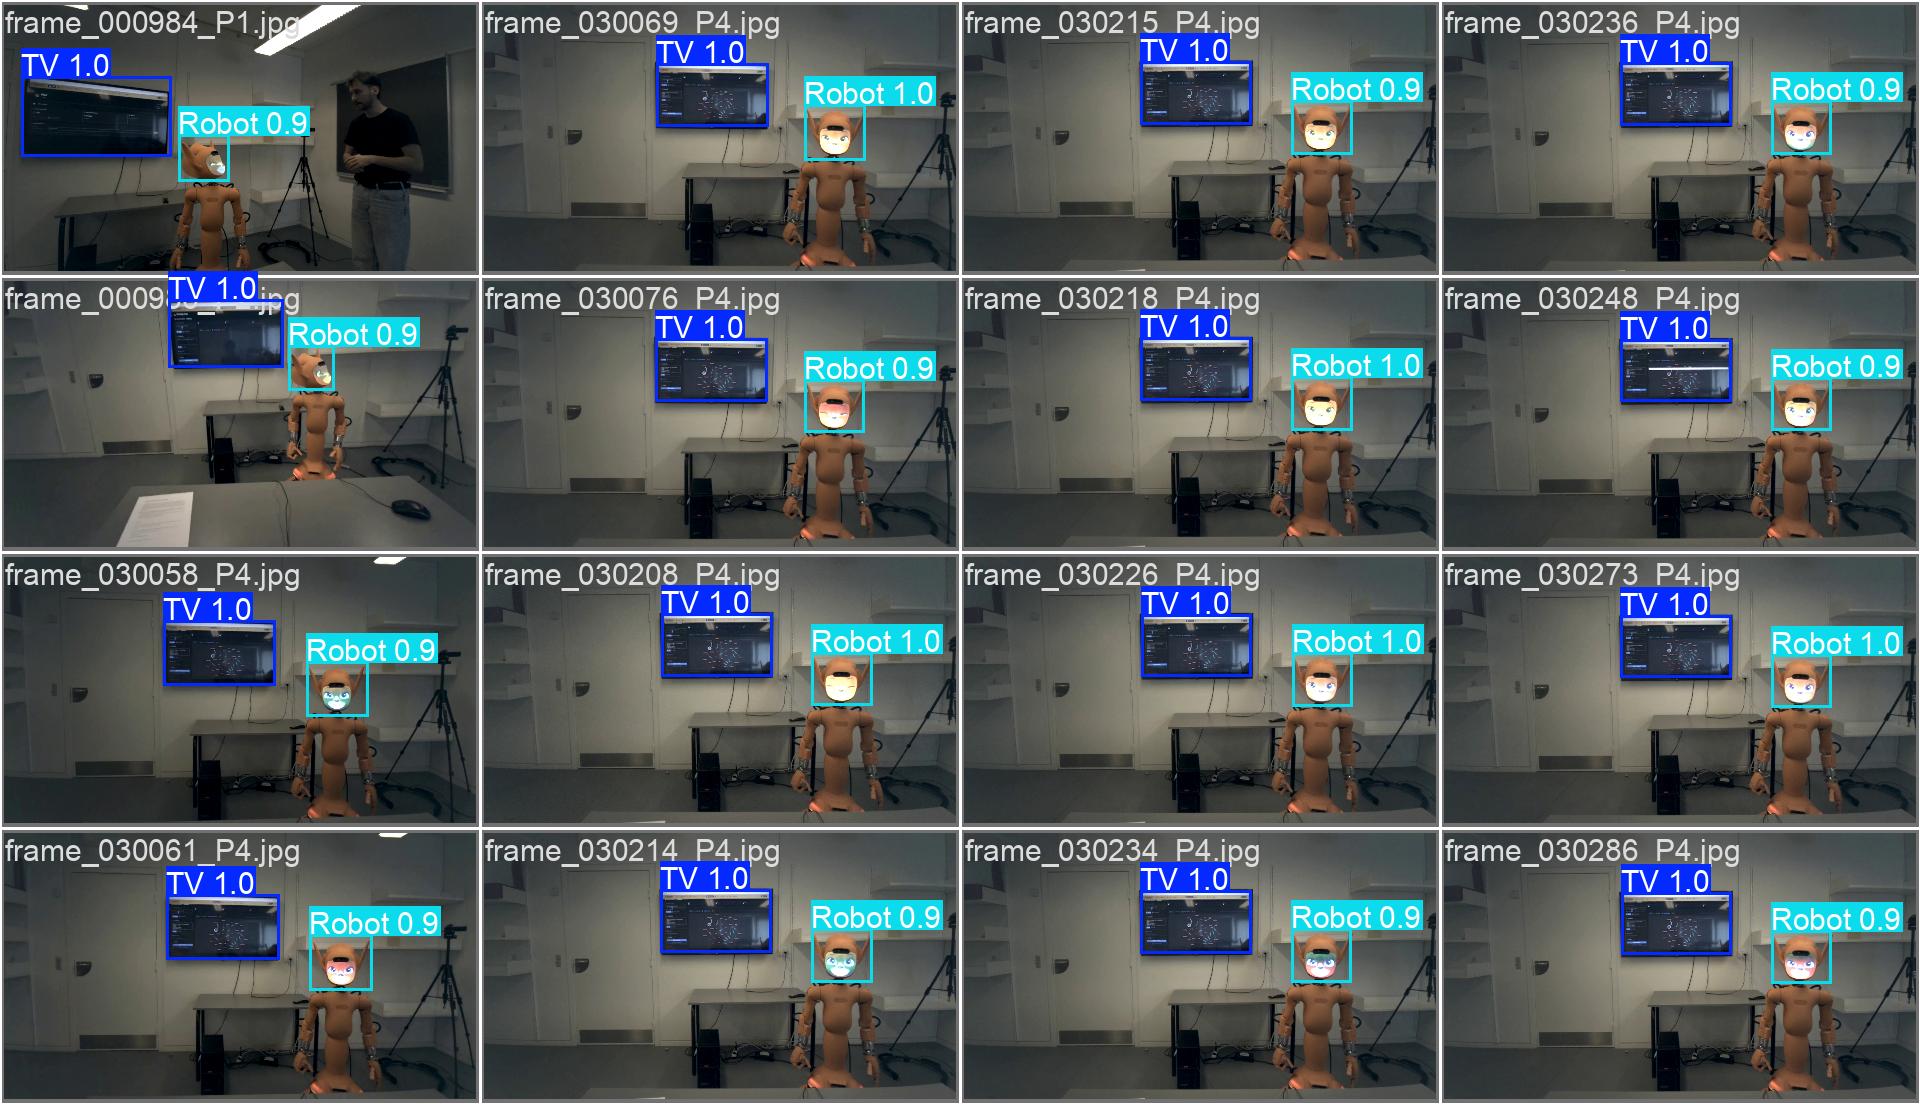 frame_000984_P1.jpg
TV 1.0
Robot 0.9
frame_030069_P4.jpg
TV 1.0
Robot 1.0
frame_030215_P4.jpg
TV 1.0
Robot 0.9
frame_030236_P4.jpg
TV 1.0
Robot 0.9
TV 1.0
Robot 0.9
frame_030076_P4.jpg
TV 1.0
Robot 0.9
frame_030218_P4.jpg
TV 1.0
Robot 1.0
frame_030248_P4.jpg
TV 1.0
Robot 0.9
frame_030058_P4.jpg
TV 1.0
Robot 0.9
frame_030208_P4.jpg
TV 1.0
Robot 1.0
frame_030226_P4.jpg
TV 1.0
Robot 1.0
frame_030273_P4.jpg
TV 1.0
Robot 1.0
frame_030061_P4.jpg
TV 1.0
Robot 0.9
frame_030214_P4.jpg
TV 1.0
Robot 0.9
frame_030234_P4.jpg
TV 1.0
Robot 0.9
frame_030286_P4.jpg
TV 1.0
Robot 0.9